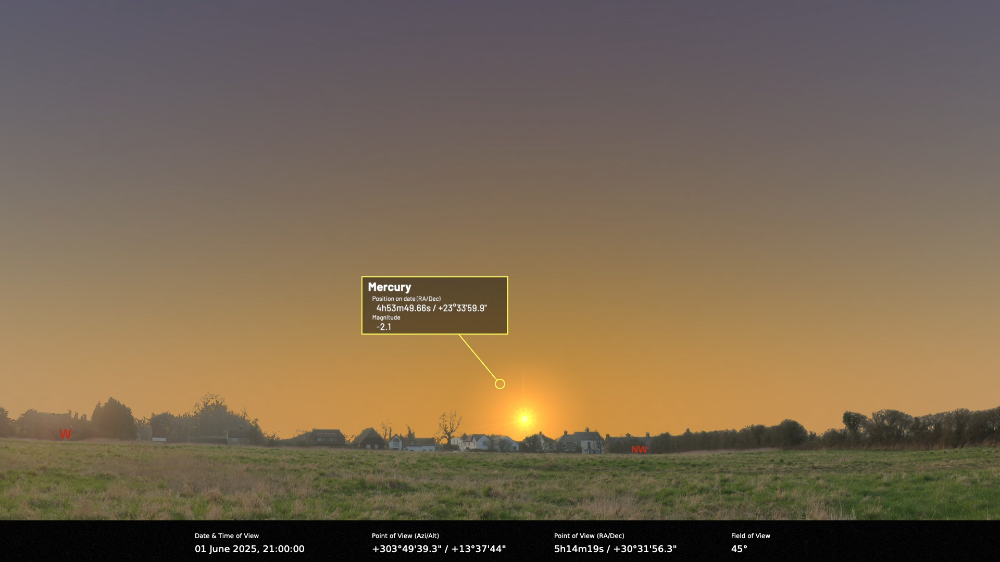 Mercury
Position on date (RA/Dec)
4h53m49.66s / +23°33'59.9"
Magnitude
-2.1
W
NW
Date & Time of View
01 June 2025, 21:00:00
Point of View (Azi/Alt)
+303°49'39.3" / +13°37'44"
Point of View (RA/Dec)
5h14m19s / +30°31'56.3"
Field of View
45°